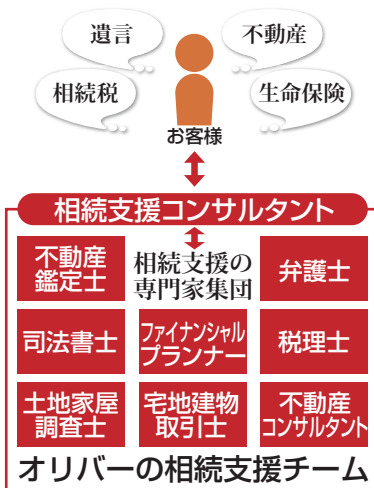 遺言
不動産
相続税
生命保険
お客様
相続支援コンサルタント
不動産
鑑定士
相続支援の
専門家集団
弁護士
司法書士
ファイナンシャル
プランナー
税理士
土地家屋
調査士
宅地建物
取引士
不動産
コンサルタント
オリバーの相続支援チーム